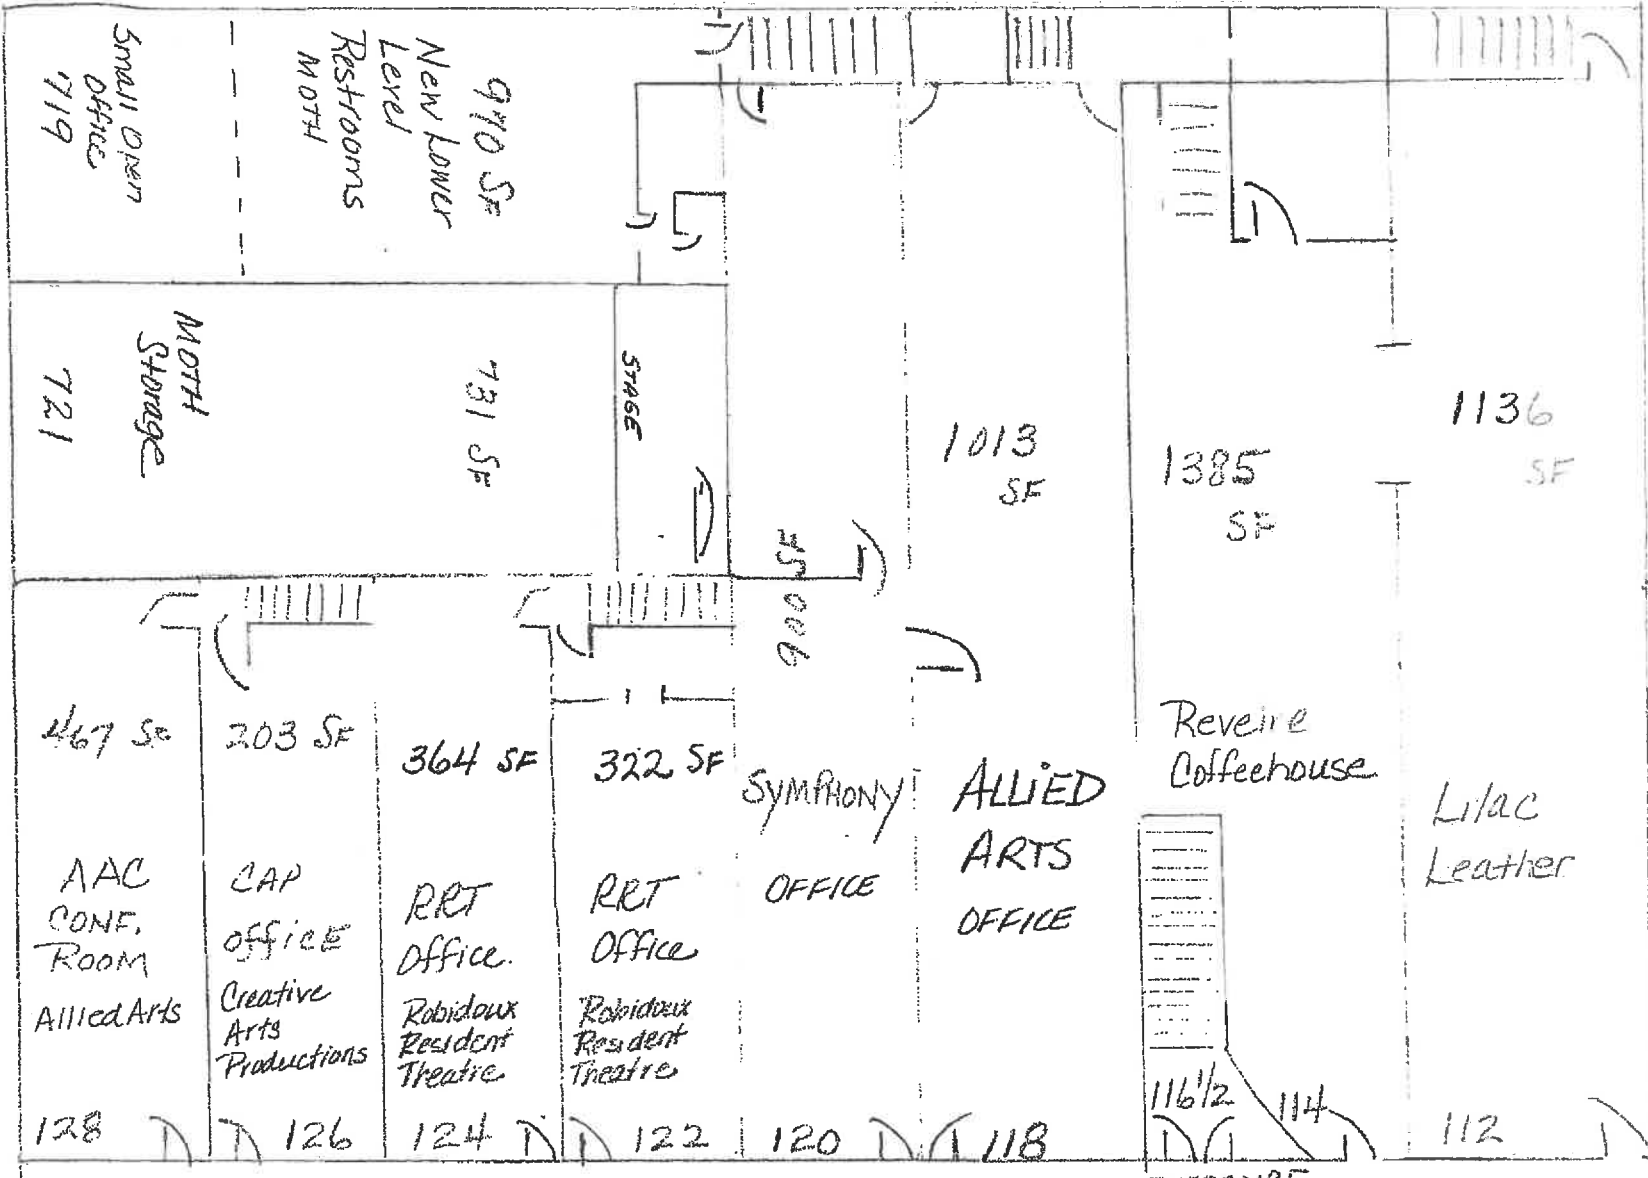 Small Open
Office
719
970 SF
New Lower
Level
Restrooms
MOTH
MOTH
Storage
721
731 SF
STAGE
900 SF
1013
SF
1385
SF
1136
SF
467 SF
203 SF
364 SF
322 SF
AAC
CONF.
ROOM
Allied Arts
128
CAP
OFFICE
Creative
Arts
Productions
126
RRT
Office.
Robidoux
Resident
Theatre
124
RRT
Office
Robidoux
Resident
Theatre
122
SYMPHONY
OFFICE
120
ALLIED
ARTS
OFFICE
118
Reveire
Coffeehouse
116 1/2
114
Lilac
Leather
112